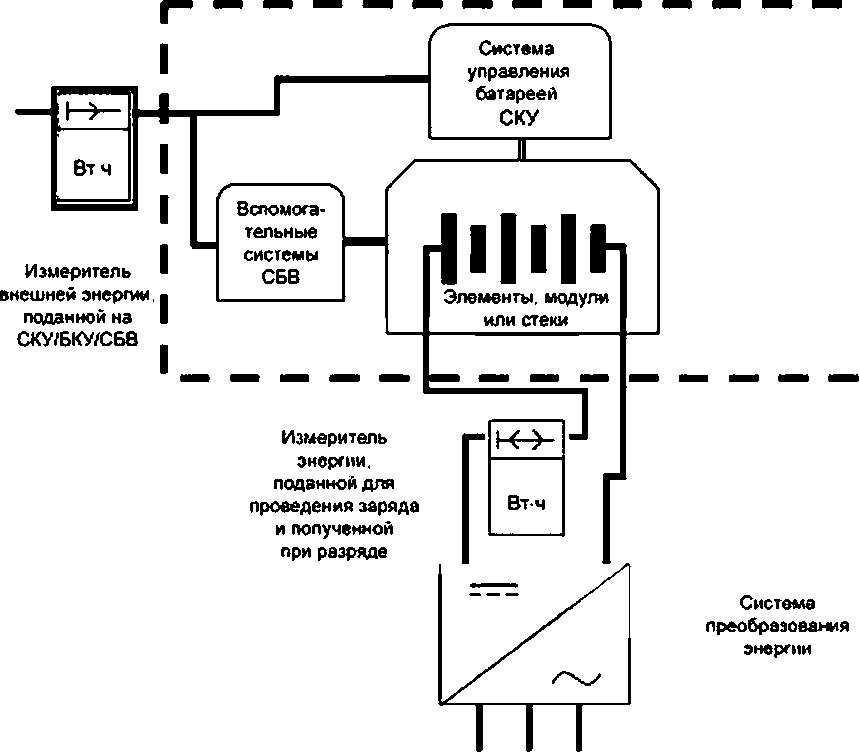 Система
управления
батареей
СКУ
Вт ч
Вспомога-
тельные
системы
СБВ
Измеритель
внешней энергии,
поданной на
СКУ/БКУ/СБВ
Элементы, модули
или стеки
Измеритель
энергии,
поданной для
проведения заряда
и полученной
при разряде
Вт·ч
Система
преобразования
энергии